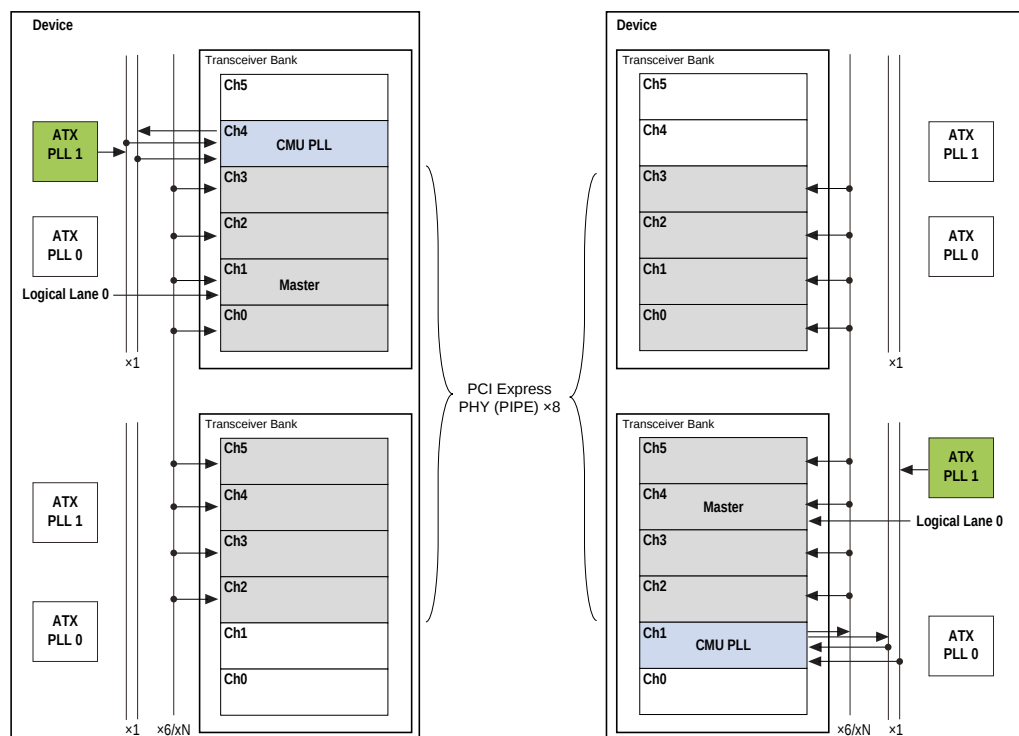 Device
Transceiver Bank
Ch5
Ch4
CMU PLL
ATX
PLL 1
Ch3
Ch2
ATX
PLL 0
Ch1
Master
Logical Lane 0
Ch0
×1
Transceiver Bank
Ch5
Ch4
ATX
PLL 1
Ch3
Ch2
ATX
PLL 0
Ch1
Ch0
×1
×6/xN
PCI Express
PHY (PIPE) ×8
Device
Transceiver Bank
Ch5
Ch4
ATX
PLL 1
Ch3
Ch2
ATX
PLL 0
Ch1
Ch0
×1
Transceiver Bank
Ch5
ATX
PLL 1
Ch4
Master
Logical Lane 0
Ch3
Ch2
Ch1
CMU PLL
ATX
PLL 0
Ch0
×6/xN
×1